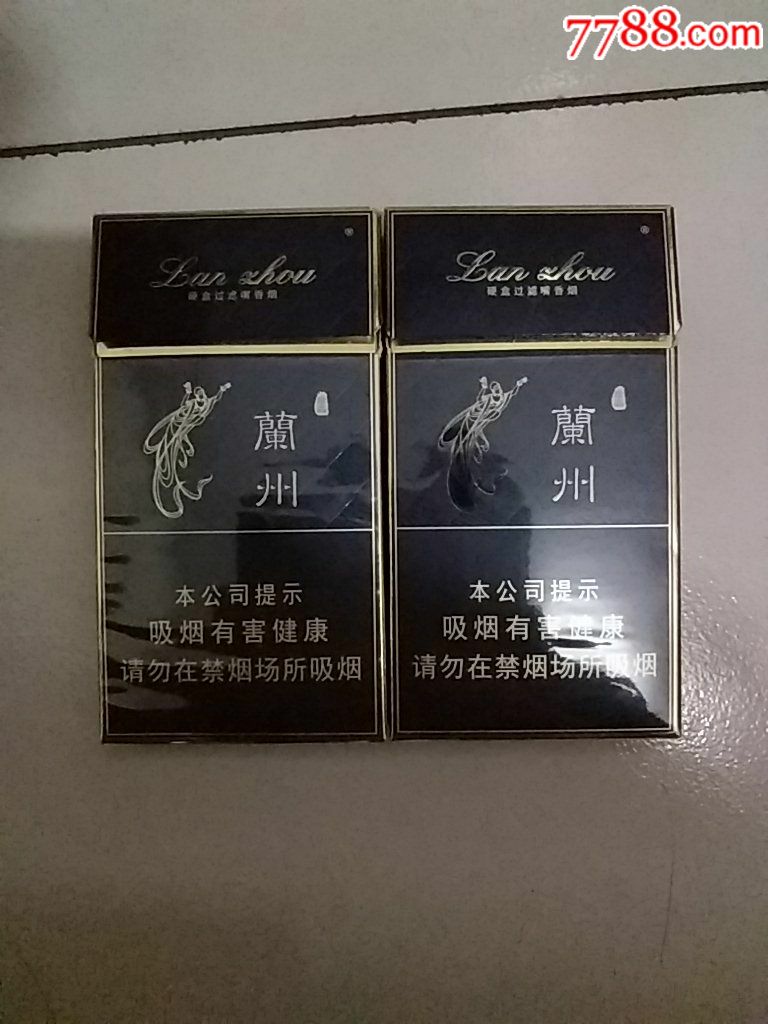 7788.com
Lan zhou
®
硬盒过滤嘴香烟
蘭
州
本公司提示
吸烟有害健康
请勿在禁烟场所吸烟
Lan zhou
®
硬盒过滤嘴香烟
蘭
州
本公司提示
吸烟有害健康
请勿在禁烟场所吸烟